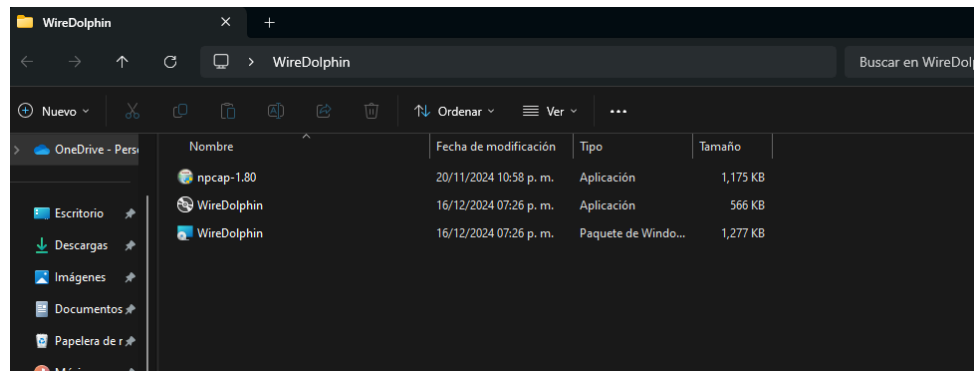 WireDolphin
WireDolphin
Buscar en WireDol
Nuevo
Ordenar
Ver
OneDrive - Pers
Nombre
Fecha de modificación
Tipo
Tamaño
npcap-1.80
20/11/2024 10:58 p. m.
Aplicación
1,175 KB
WireDolphin
16/12/2024 07:26 p. m.
Aplicación
566 KB
WireDolphin
16/12/2024 07:26 p. m.
Paquete de Windo...
1,277 KB
Escritorio
Descargas
Imágenes
Documentos
Papelera de r